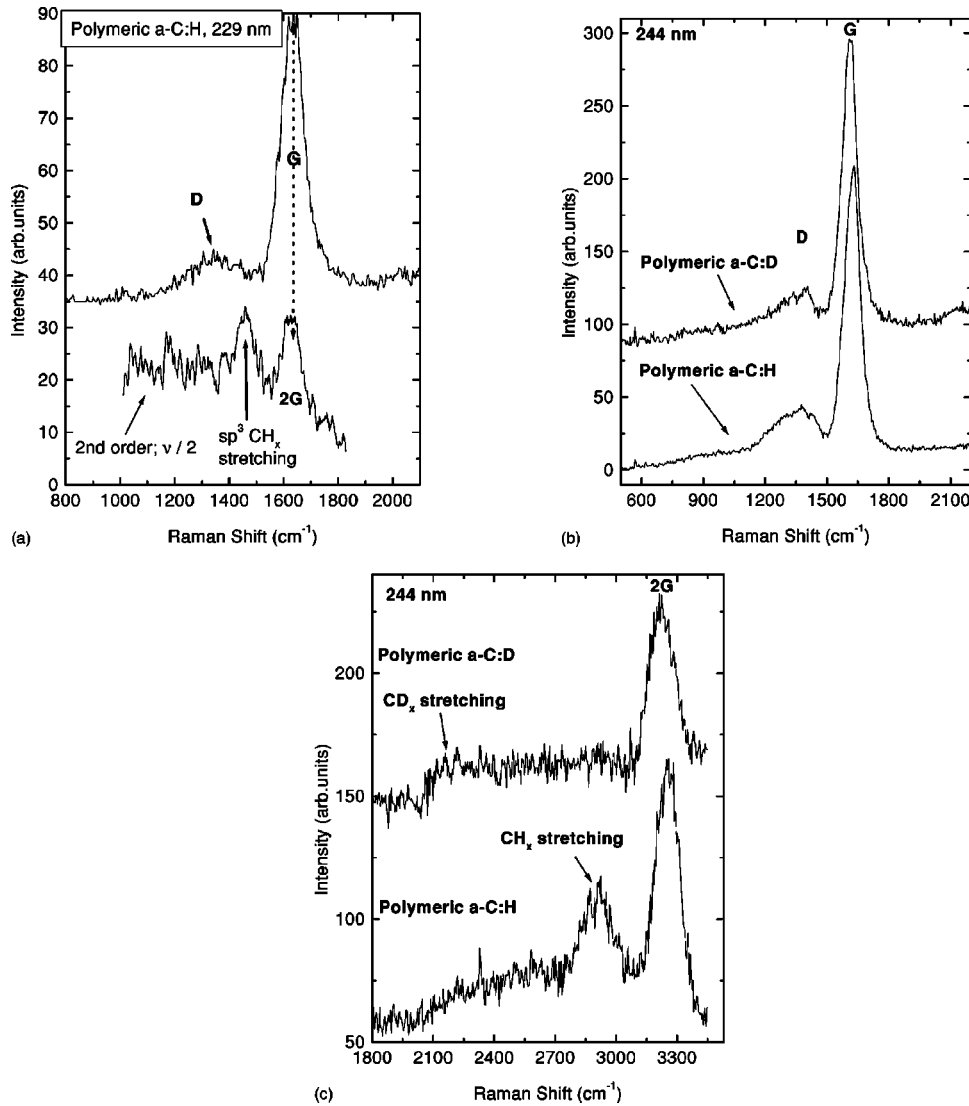 Polymeric a-C:H, 229 nm
90
80
70
60
50
40
30
20
10
0
Intensity (arb.units)
G
D
2G
2nd order; ν / 2
sp³ CHₓ
stretching
800 1000 1200 1400 1600 1800 2000
Raman Shift (cm⁻¹)
(a)
244 nm
G
300
250
200
150
100
50
0
Intensity (arb.units)
D
Polymeric a-C:D
Polymeric a-C:H
600 900 1200 1500 1800 2100
Raman Shift (cm⁻¹)
(b)
244 nm
2G
200
150
100
50
Intensity (arb.units)
Polymeric a-C:D
CDₓ stretching
CHₓ stretching
Polymeric a-C:H
1800 2100 2400 2700 3000 3300
Raman Shift (cm⁻¹)
(c)